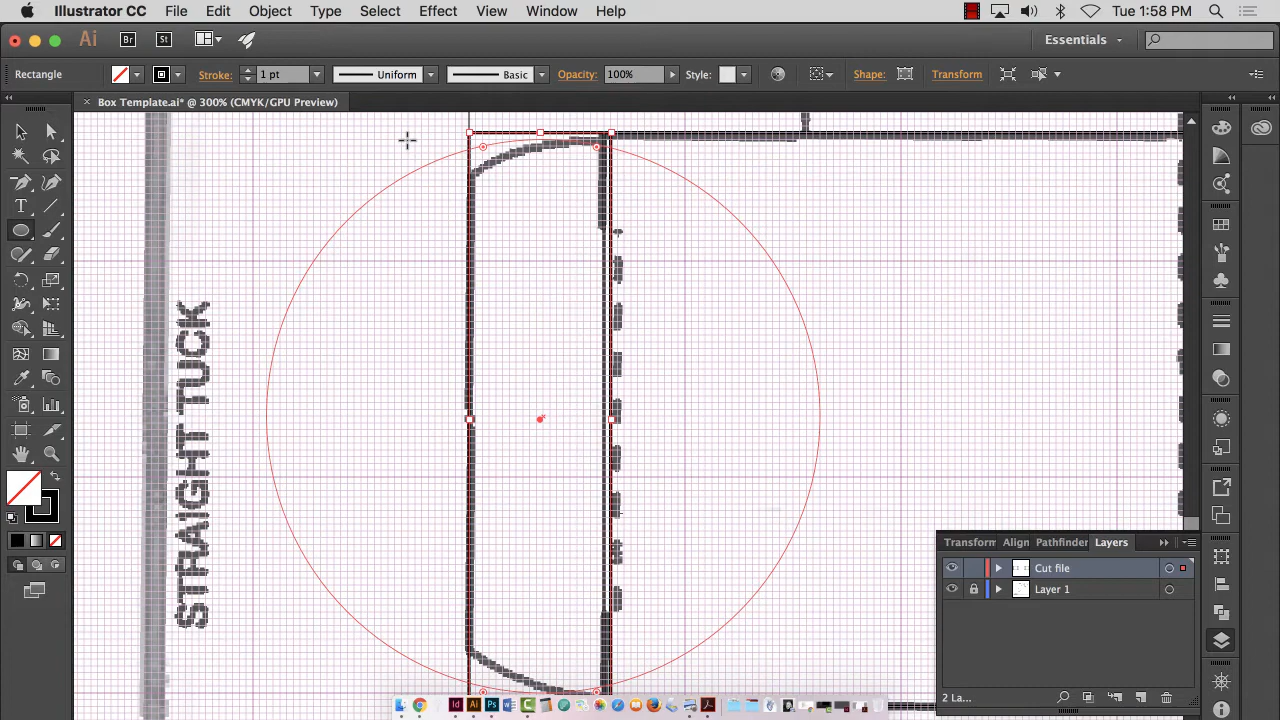 Illustrator CC File Edit Object Type Select Effect View Window Help Tue 1:58 PM
Ai Br St Essentials
Rectangle Stroke: 1 pt Uniform Basic Opacity: 100% Style: Shape: Transform
× Box Template.ai* @ 300% (CMYK/GPU Preview)
STRAIGHT TUCK
Transform Align Pathfinder Layers
Cut file
Layer 1
2 La...